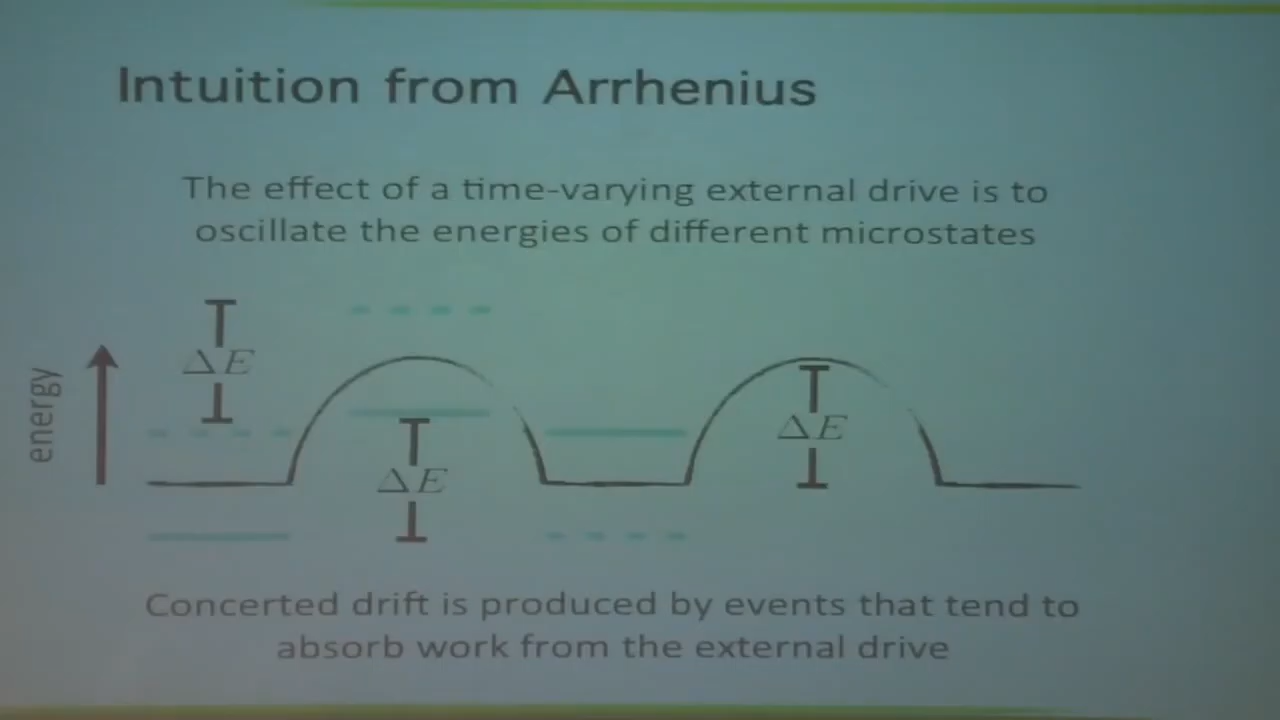 Intuition from Arrhenius
The effect of a time-varying external drive is to
oscillate the energies of different microstates
energy
ΔE
ΔE
ΔE
Concerted drift is produced by events that tend to
absorb work from the external drive